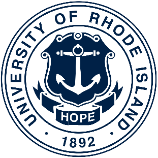 UNIVERSITY OF RHODE ISLAND
HOPE
· 1892 ·